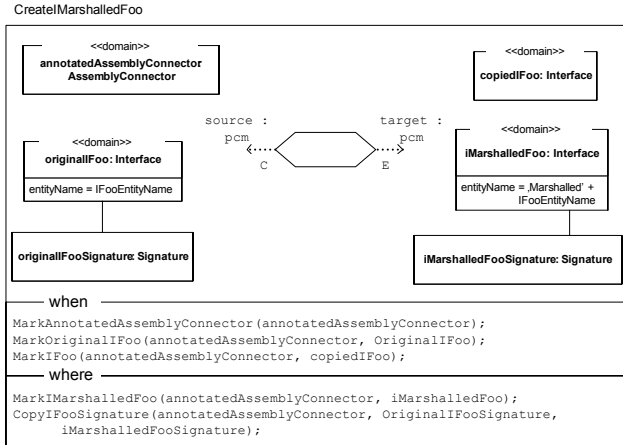 CreateIMarshalledFoo
<<domain>>
annotatedAssemblyConnector:
AssemblyConnector
<<domain>>
copiedIFoo: Interface
source :
pcm
target :
pcm
C
E
<<domain>>
originalIFoo: Interface
entityName = IFooEntityName
<<domain>>
iMarshalledFoo: Interface
entityName = ‚Marshalled' +
IFooEntityName
originalIFooSignature: Signature
iMarshalledFooSignature: Signature
when
MarkAnnotatedAssemblyConnector(annotatedAssemblyConnector);
MarkOriginalIFoo(annotatedAssemblyConnector, OriginalIFoo);
MarkIFoo(annotatedAssemblyConnector, copiedIFoo);
where
MarkIMarshalledFoo(annotatedAssemblyConnector, iMarshalledFoo);
CopyIFooSignature(annotatedAssemblyConnector, OriginalIFooSignature,
iMarshalledFooSignature);